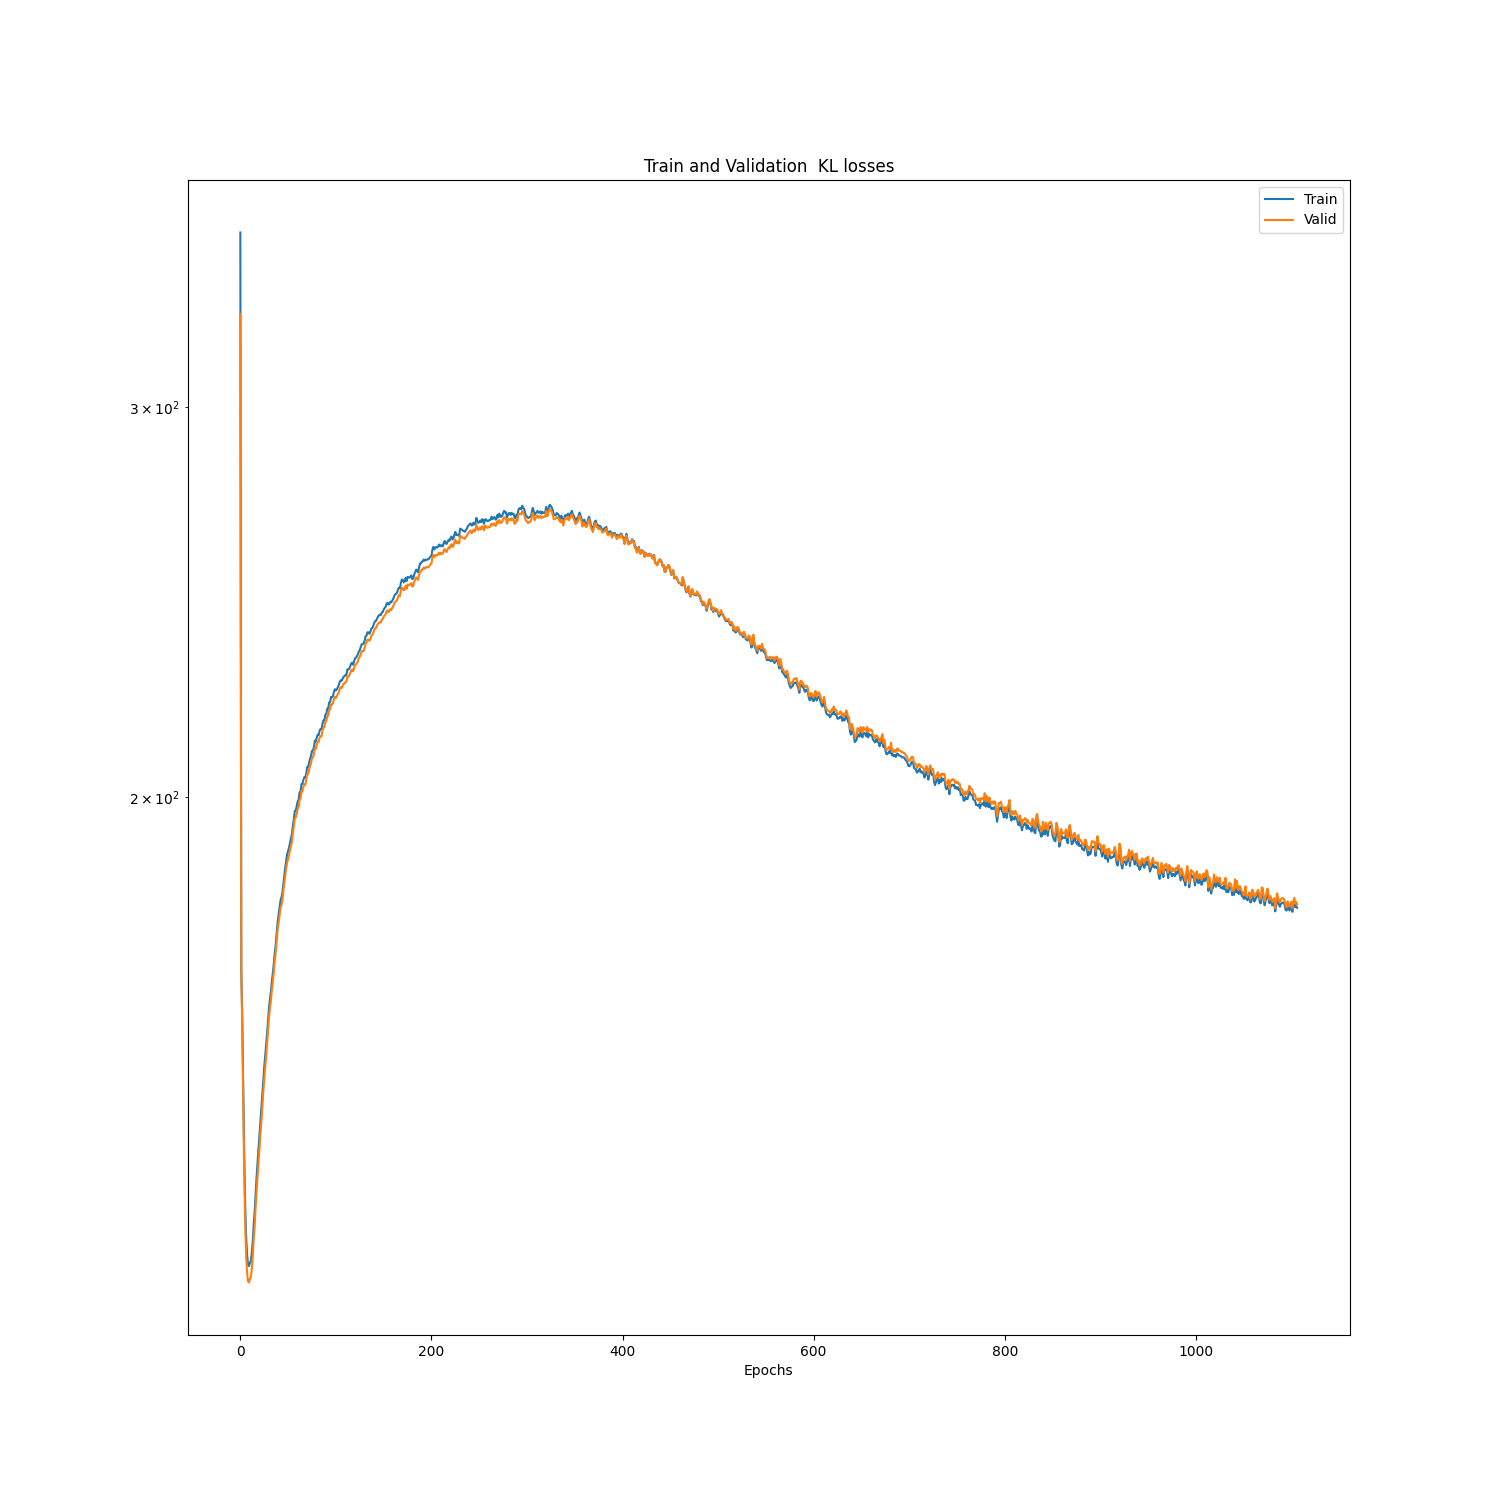 Train and Validation  KL losses
Train
Valid
3 × 10²
2 × 10²
0 200 400 600 800 1000
Epochs